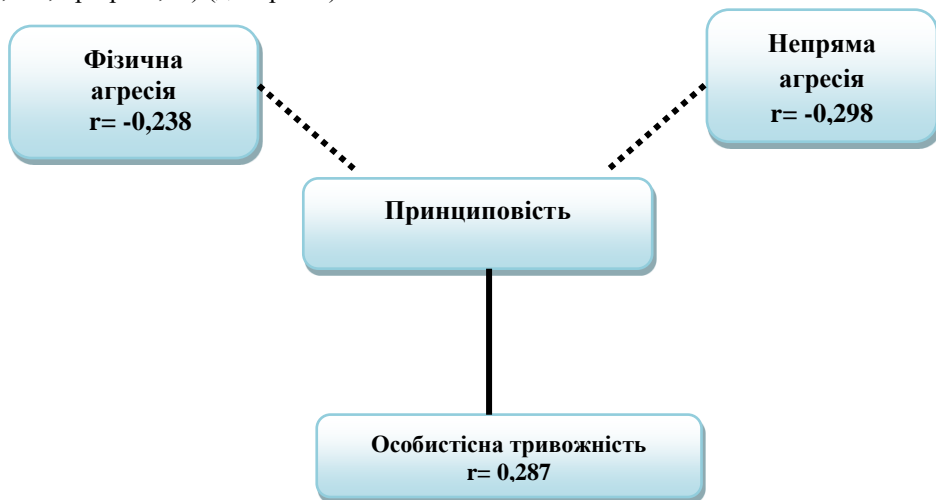 Фізична
агресія
r= -0,238
Непряма
агресія
r= -0,298
Принциповість
Особистісна тривожність
r= 0,287